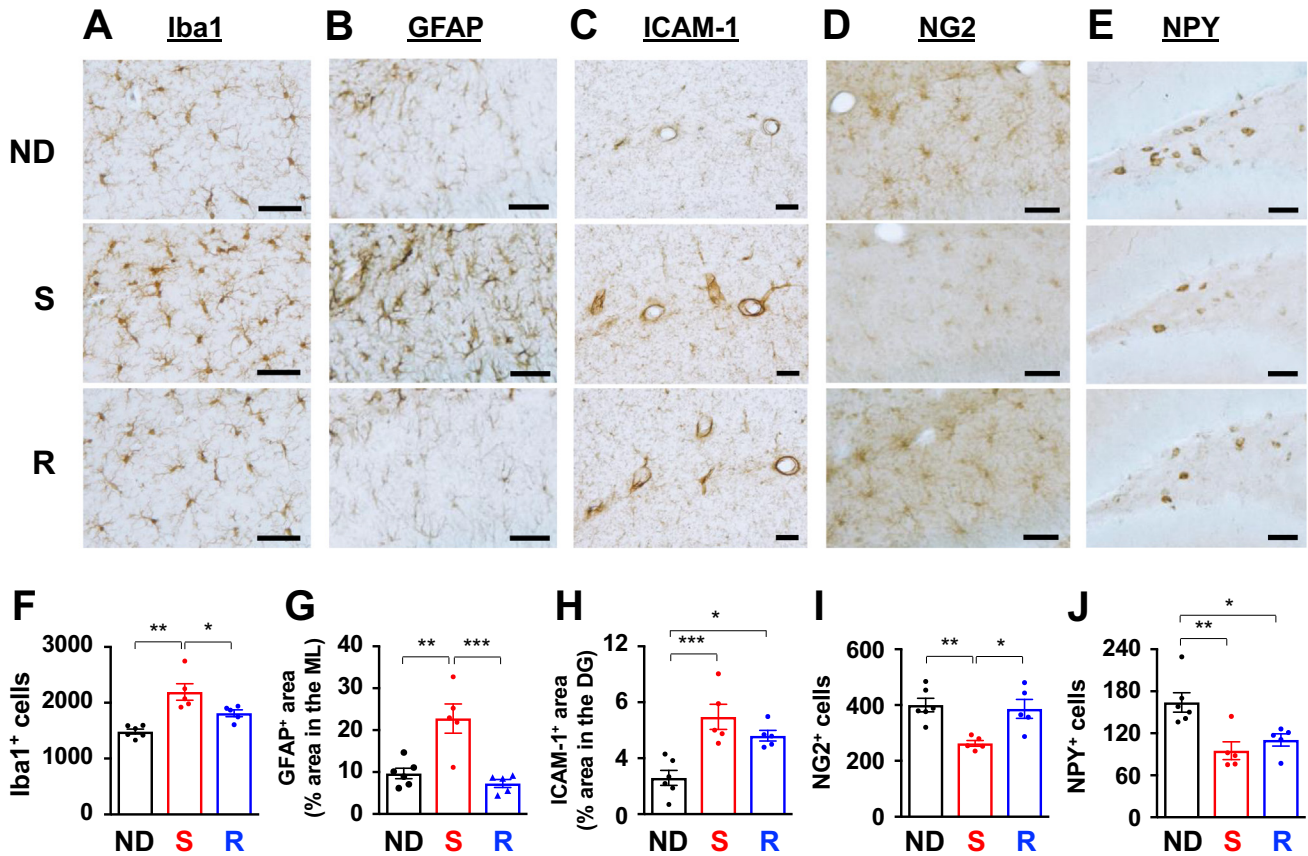 A Iba1 B GFAP C ICAM-1 D NG2 E NPY
ND
S
R
F G H I J
Iba1⁺ cells
3000
2000
1000
0
** *
ND S R
GFAP⁺ area
(% area in the ML)
40
30
20
10
0
** ***
ND S R
ICAM-1⁺ area
(% area in the DG)
12
6
4
0
*
***
ND S R
NG2⁺ cells
600
400
200
0
** *
ND S R
NPY⁺ cells
240
180
120
60
0
*
**
ND S R